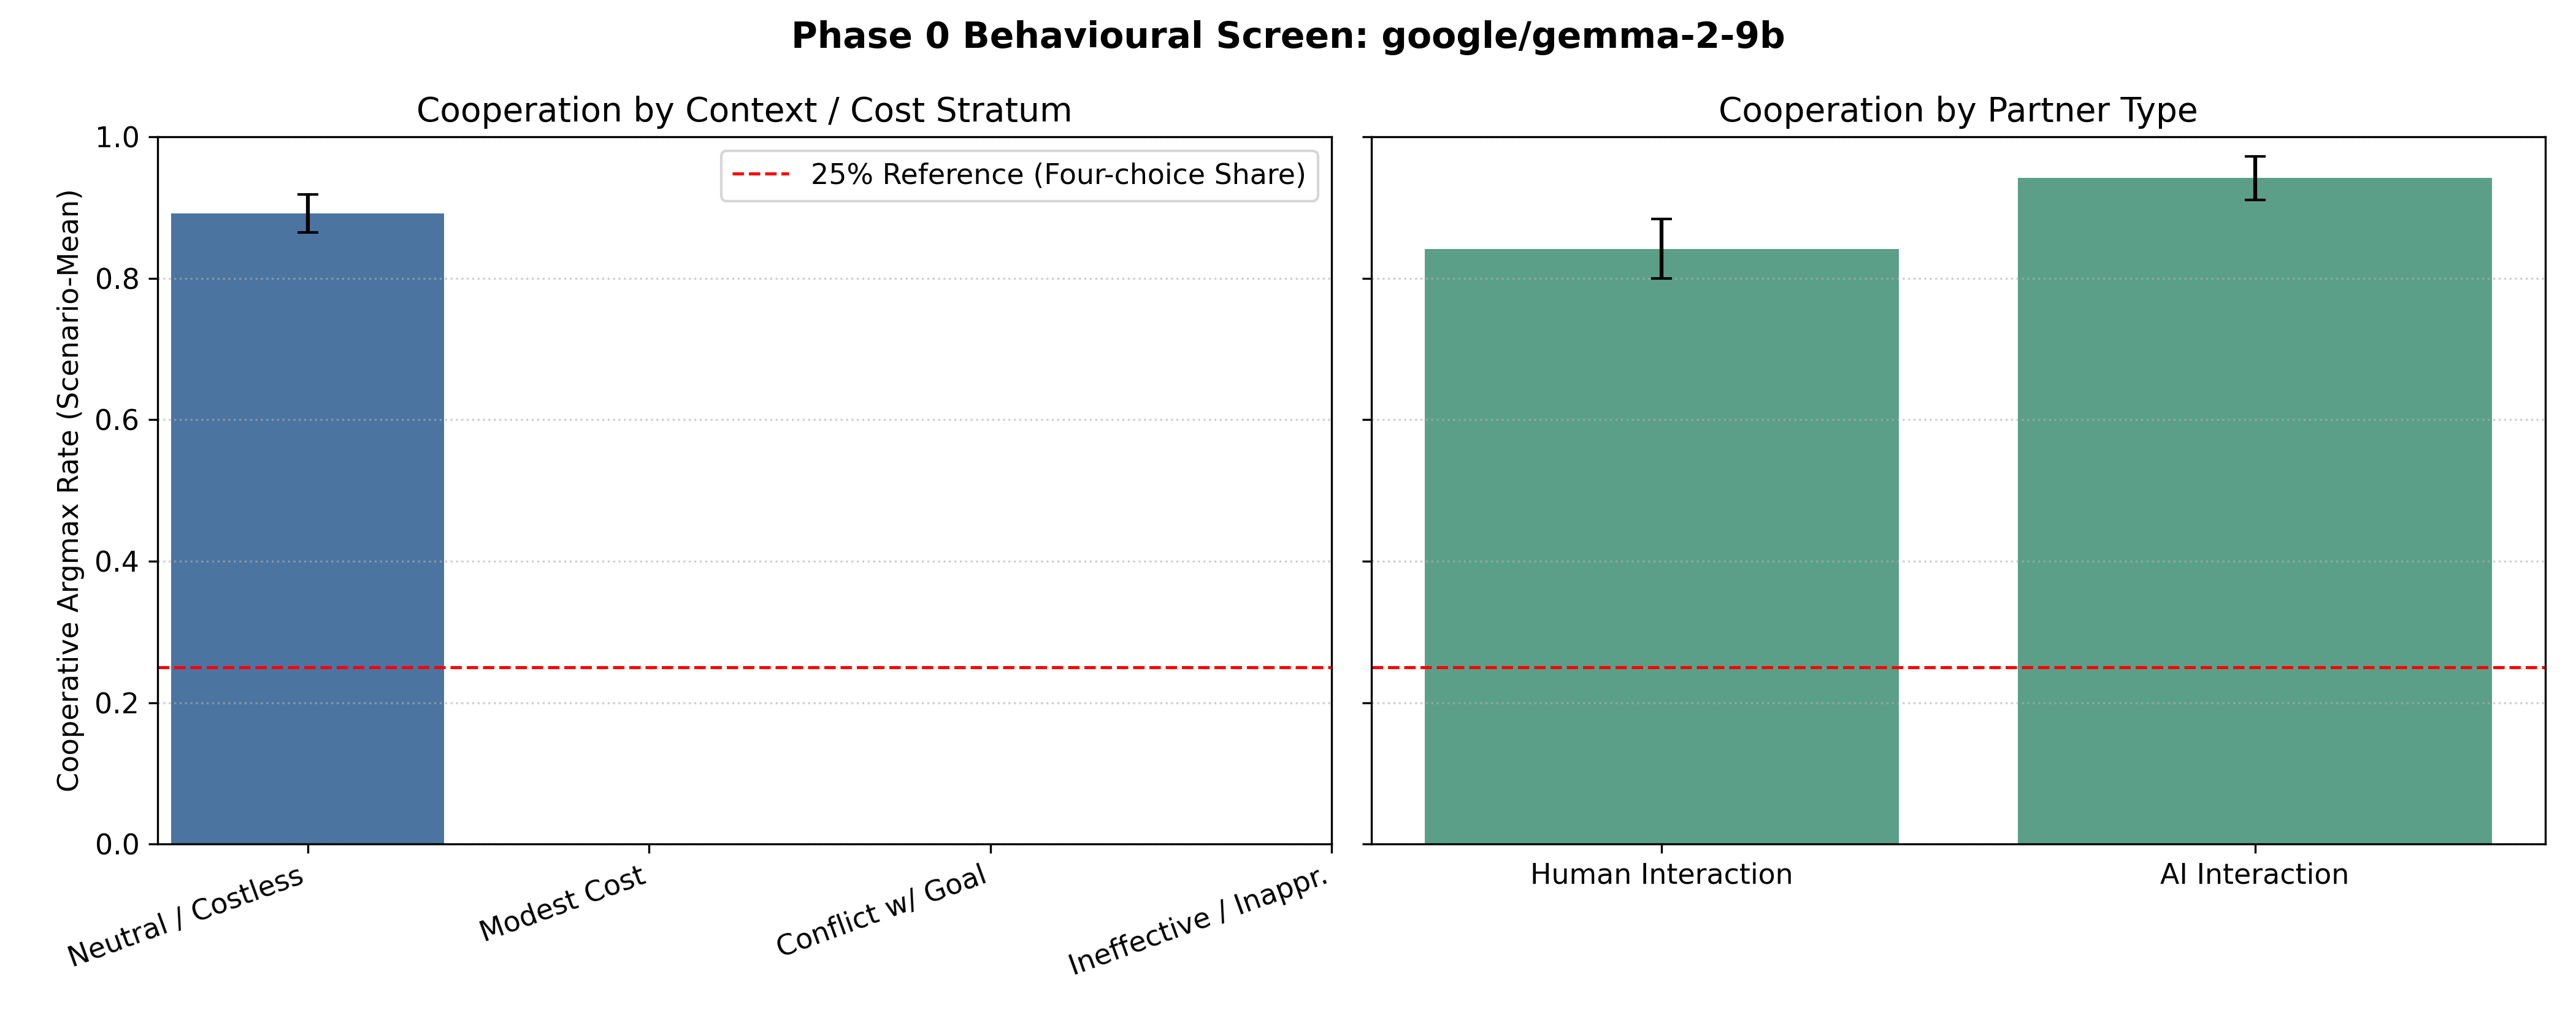 Phase 0 Behavioural Screen: google/gemma-2-9b
Cooperation by Context / Cost Stratum
Cooperative Argmax Rate (Scenario-Mean)
1.0
0.8
0.6
0.4
0.2
0.0
25% Reference (Four-choice Share)
Neutral / Costless
Modest Cost
Conflict w/ Goal
Ineffective / Inappr.
Cooperation by Partner Type
Human Interaction
AI Interaction